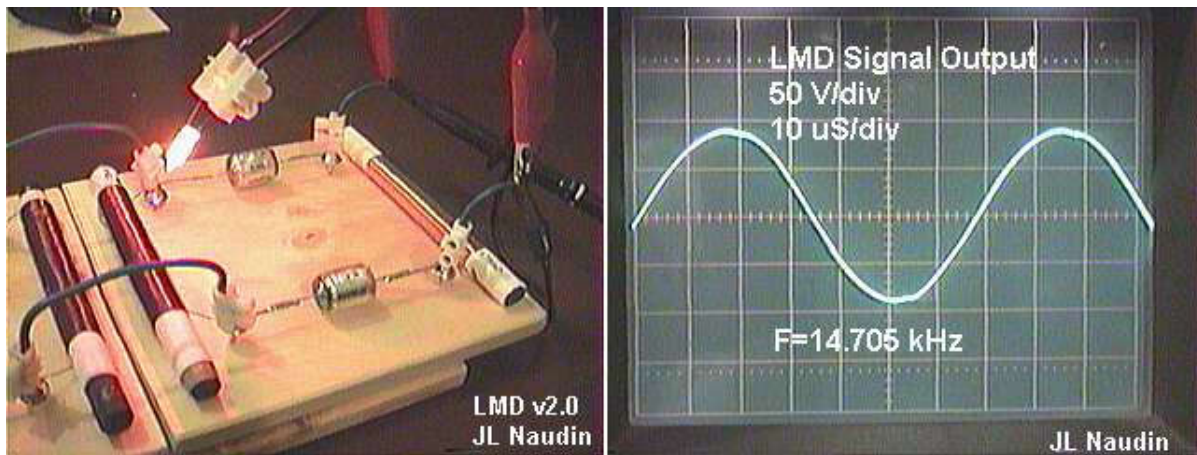 LMD v2.0
JL Naudin
LMD Signal Output
50 V/div
10 uS/div
F=14.705 kHz
JL Naudin